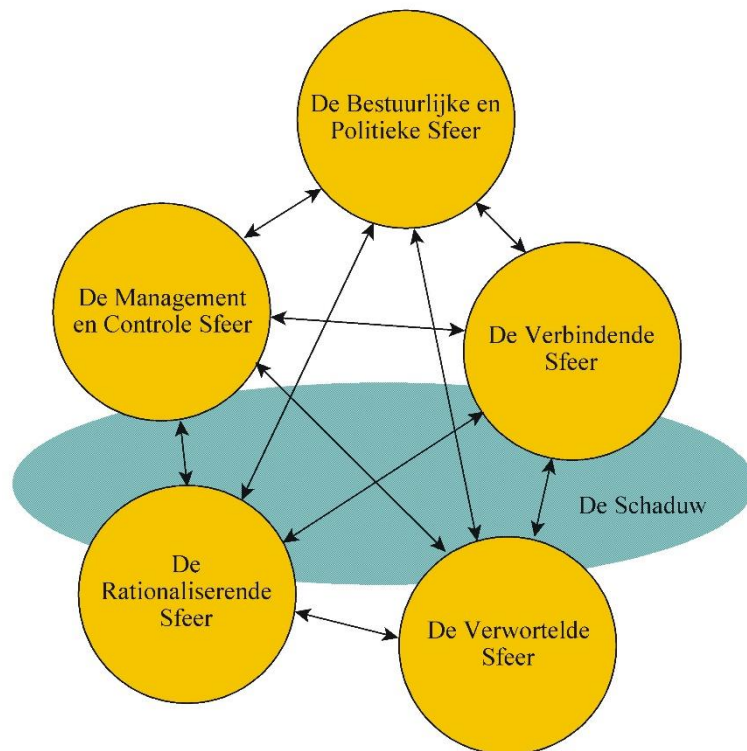 De Bestuurlijke en
Politieke Sfeer
De Management
en Controle Sfeer
De Verbindende
Sfeer
De Schaduw
De
Rationaliserende
Sfeer
De Verwortelde
Sfeer